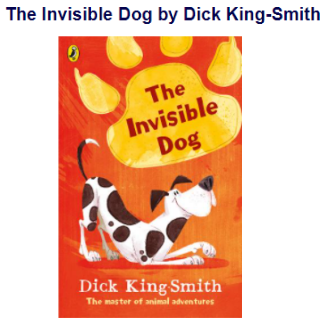 The Invisible Dog by Dick King-Smith
The
Invisible
Dog
Dick King-Smith
The master of animal adventures